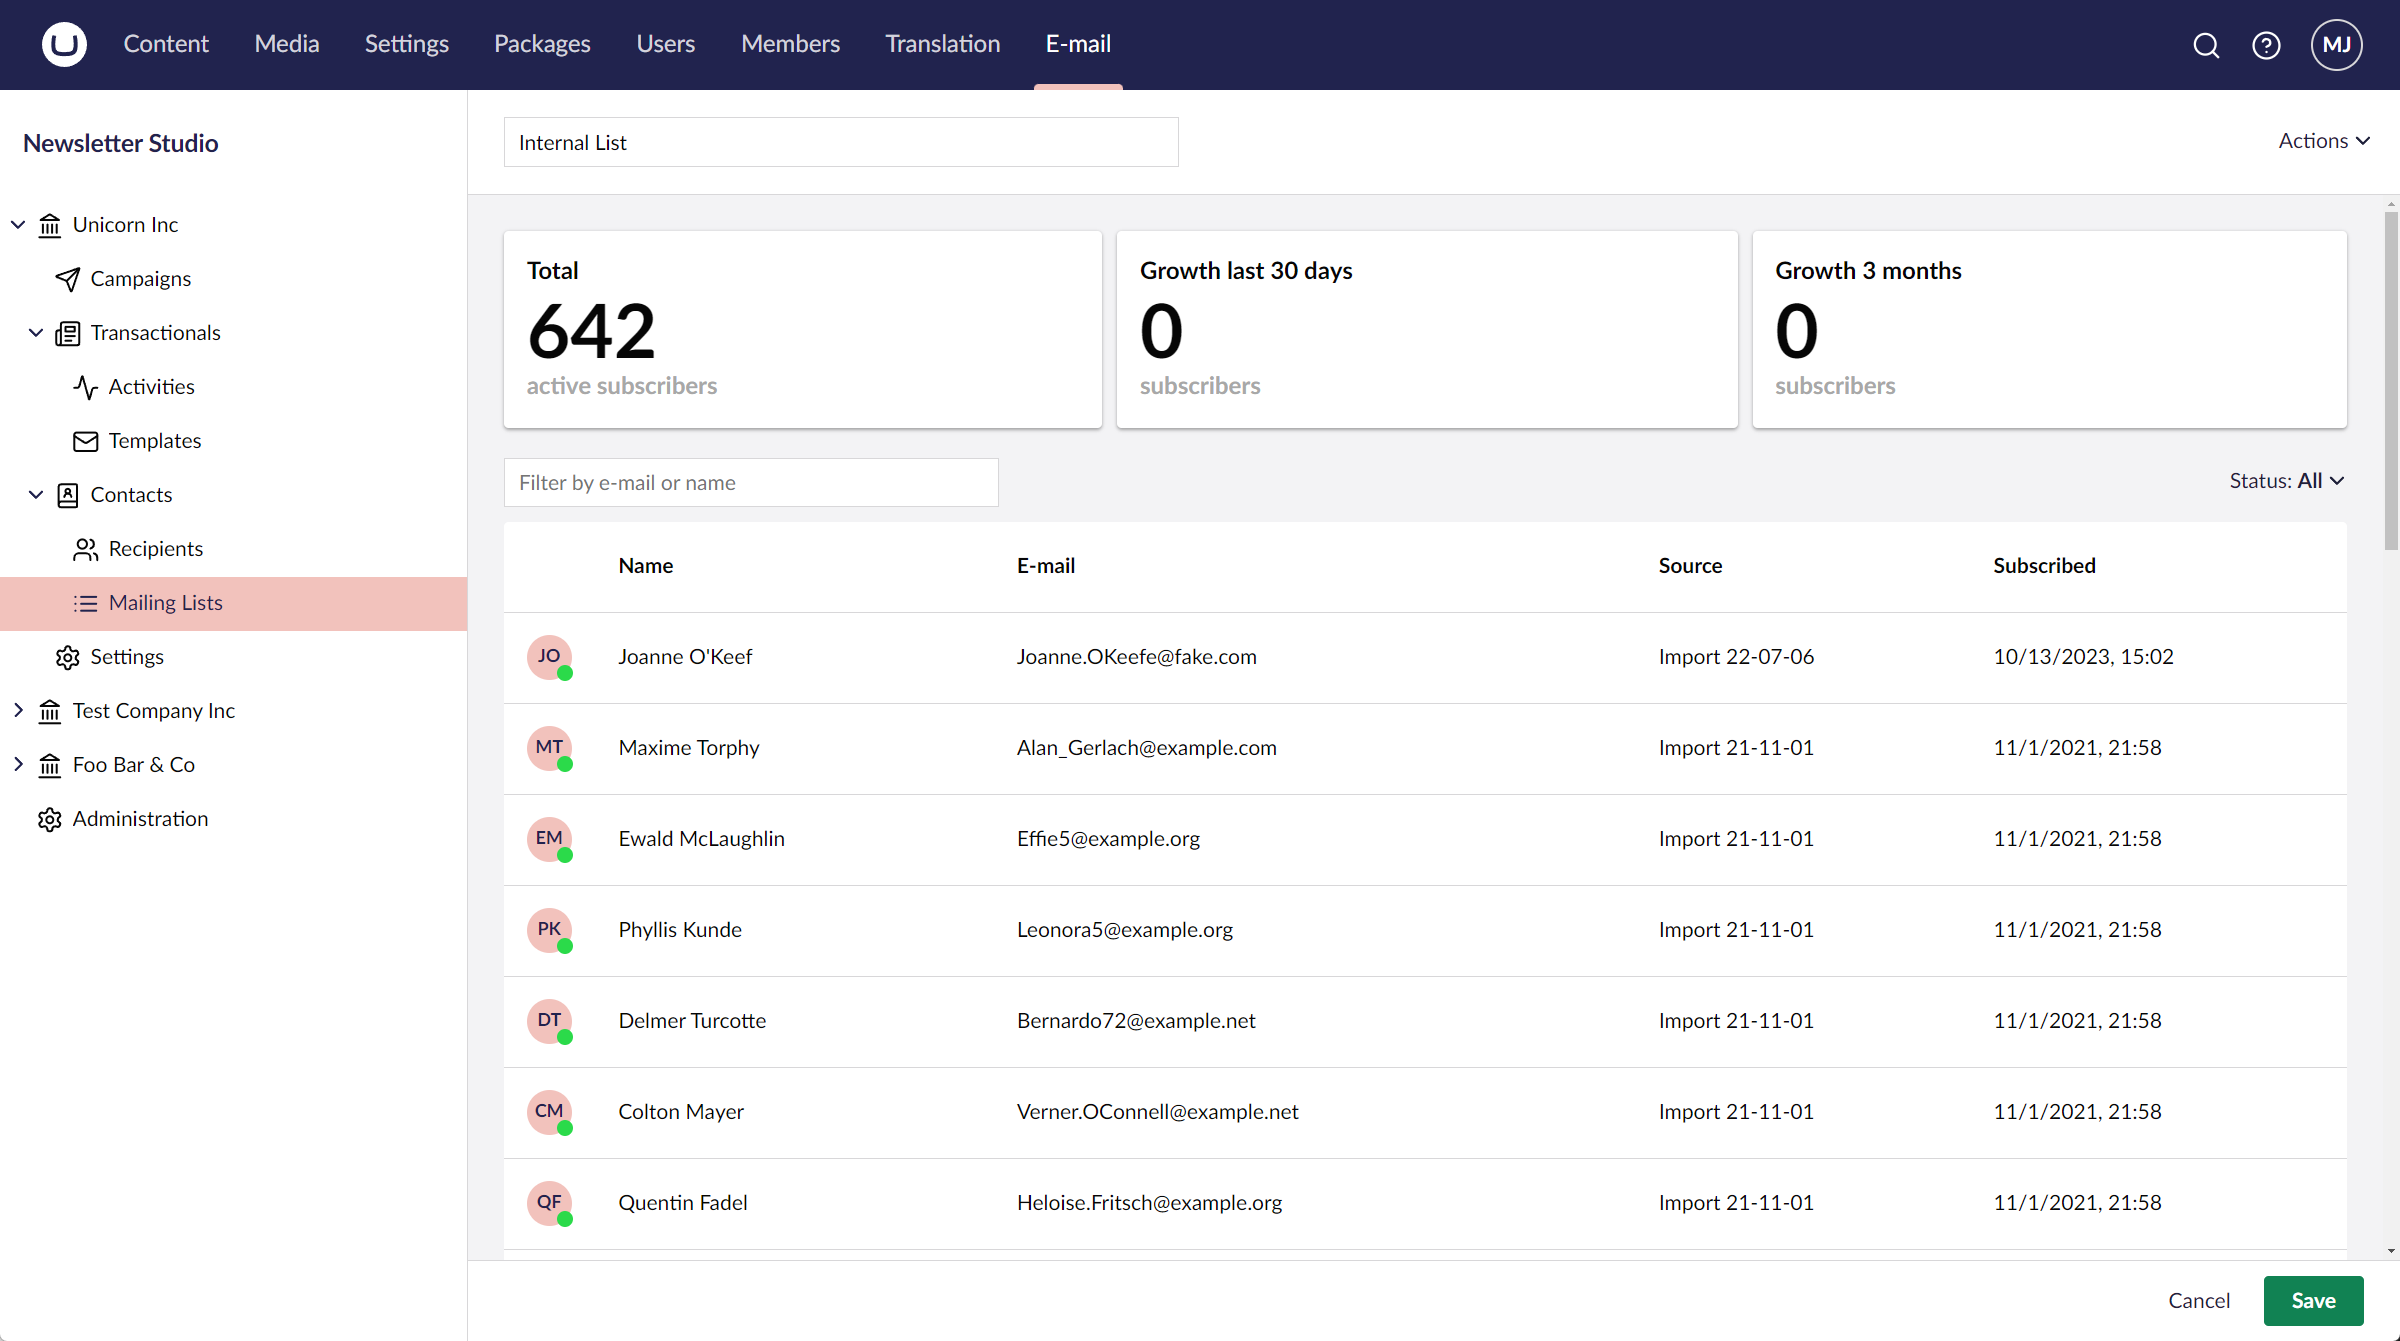 Content Media Settings Packages Users Members Translation E-mail MJ
Newsletter Studio
Unicorn Inc
Campaigns
Transactionals
Activities
Templates
Contacts
Recipients
Mailing Lists
Settings
Test Company Inc
Foo Bar & Co
Administration
Internal List
Actions
Total
642
active subscribers
Growth last 30 days
0
subscribers
Growth 3 months
0
subscribers
Filter by e-mail or name
Status: All
Name E-mail Source Subscribed
JO Joanne O'Keef Joanne.OKeefe@fake.com Import 22-07-06 10/13/2023, 15:02
MT Maxime Torphy Alan_Gerlach@example.com Import 21-11-01 11/1/2021, 21:58
EM Ewald McLaughlin Effie5@example.org Import 21-11-01 11/1/2021, 21:58
PK Phyllis Kunde Leonora5@example.org Import 21-11-01 11/1/2021, 21:58
DT Delmer Turcotte Bernardo72@example.net Import 21-11-01 11/1/2021, 21:58
CM Colton Mayer Verner.OConnell@example.net Import 21-11-01 11/1/2021, 21:58
QF Quentin Fadel Heloise.Fritsch@example.org Import 21-11-01 11/1/2021, 21:58
Cancel Save